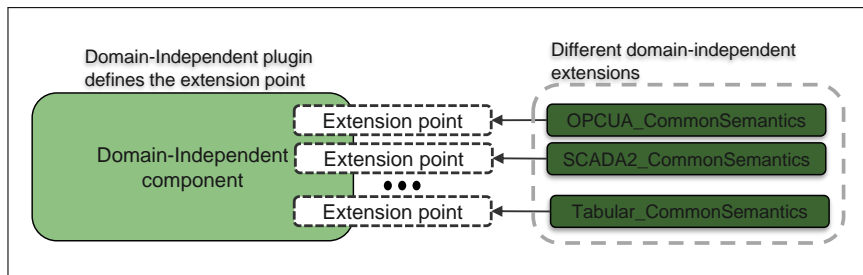 Domain-Independent plugin
defines the extension point
Different domain-independent
extensions
Domain-Independent
component
Extension point
OPCUA_CommonSemantics
Extension point
SCADA2_CommonSemantics
Extension point
Tabular_CommonSemantics